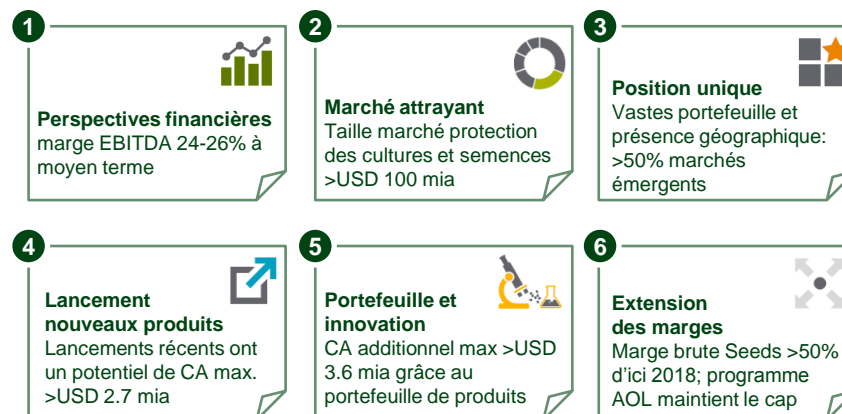 1
Perspectives financières
marge EBITDA 24-26% à
moyen terme
2
Marché attrayant
Taille marché protection
des cultures et semences
>USD 100 mia
3
Position unique
Vastes portefeuille et
présence géographique:
>50% marchés
émergents
4
Lancement
nouveaux produits
Lancements récents ont
un potentiel de CA max.
>USD 2.7 mia
5
Portefeuille et
innovation
CA additionnel max >USD
3.6 mia grâce au
portefeuille de produits
6
Extension
des marges
Marge brute Seeds >50%
d'ici 2018; programme
AOL maintient le cap